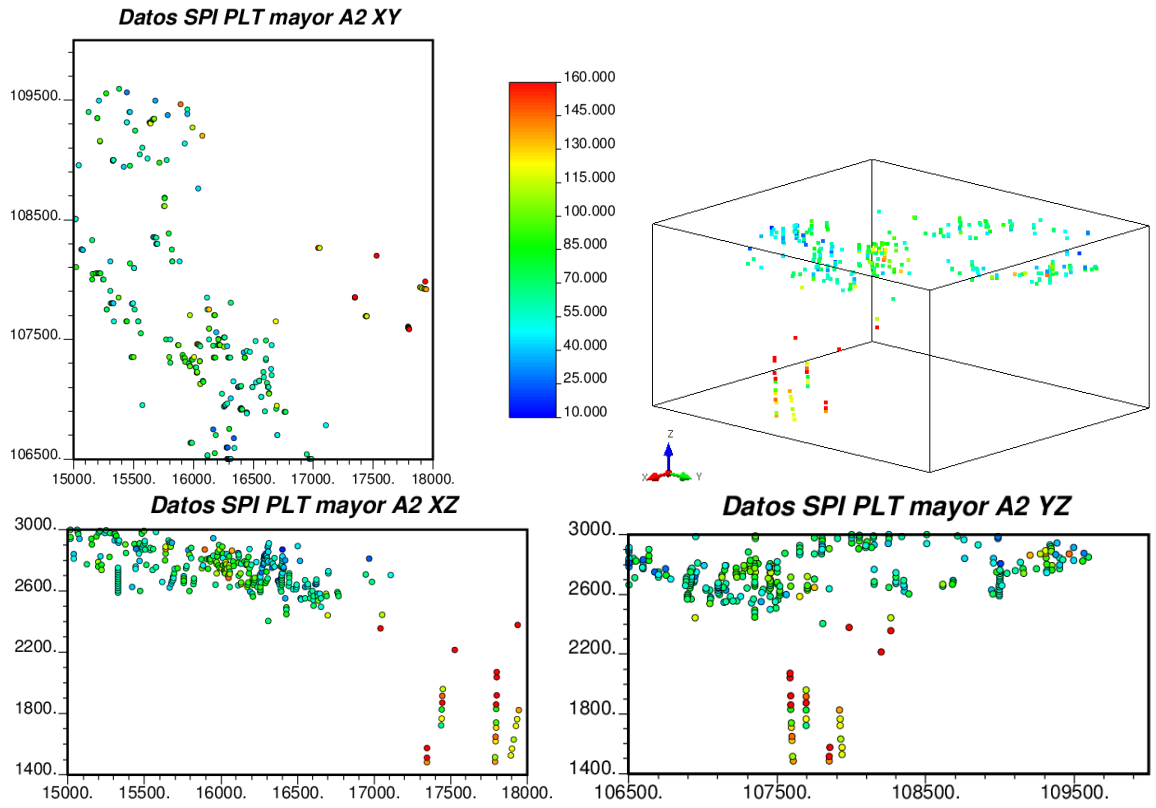 Datos SPI PLT mayor A2 XY
109500.
108500.
107500.
106500.
15000. 15500. 16000. 16500. 17000. 17500. 18000.
160.000
145.000
130.000
115.000
100.000
85.000
70.000
55.000
40.000
25.000
10.000
Z
X
Y
Datos SPI PLT mayor A2 XZ
3000.
2600.
2200.
1800.
1400.
15000. 15500. 16000. 16500. 17000. 17500. 18000.
Datos SPI PLT mayor A2 YZ
3000.
2600.
2200.
1800.
1400.
106500. 107500. 108500. 109500.